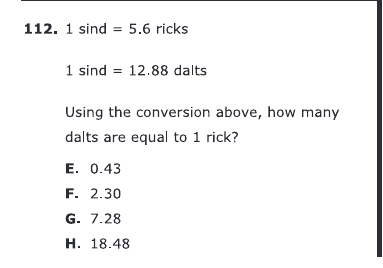 112. 1 sind = 5.6 ricks
1 sind = 12.88 dalts
Using the conversion above, how many
dalts are equal to 1 rick?
E. 0.43
F. 2.30
G. 7.28
H. 18.48